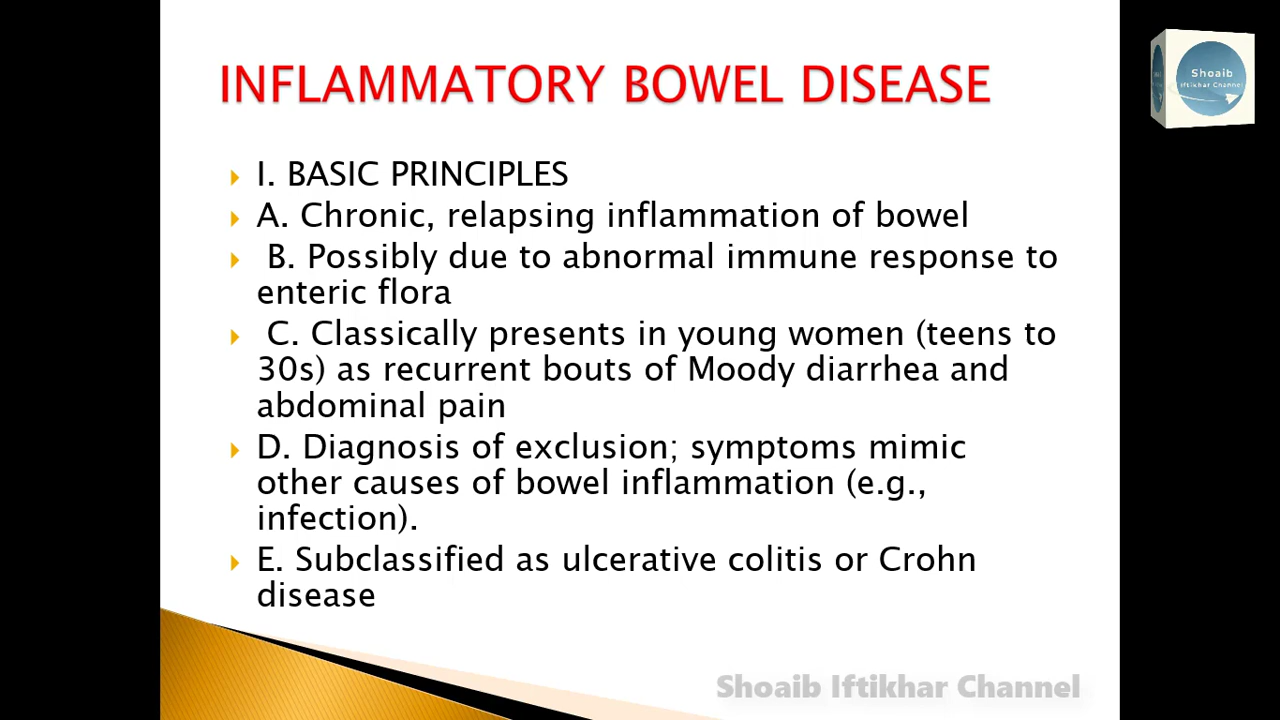 INFLAMMATORY BOWEL DISEASE
Shoaib
Iftikhar Channel
I. BASIC PRINCIPLES
A. Chronic, relapsing inflammation of bowel
B. Possibly due to abnormal immune response to
enteric flora
C. Classically presents in young women (teens to
30s) as recurrent bouts of Moody diarrhea and
abdominal pain
D. Diagnosis of exclusion; symptoms mimic
other causes of bowel inflammation (e.g.,
infection).
E. Subclassified as ulcerative colitis or Crohn
disease
Shoaib Iftikhar Channel